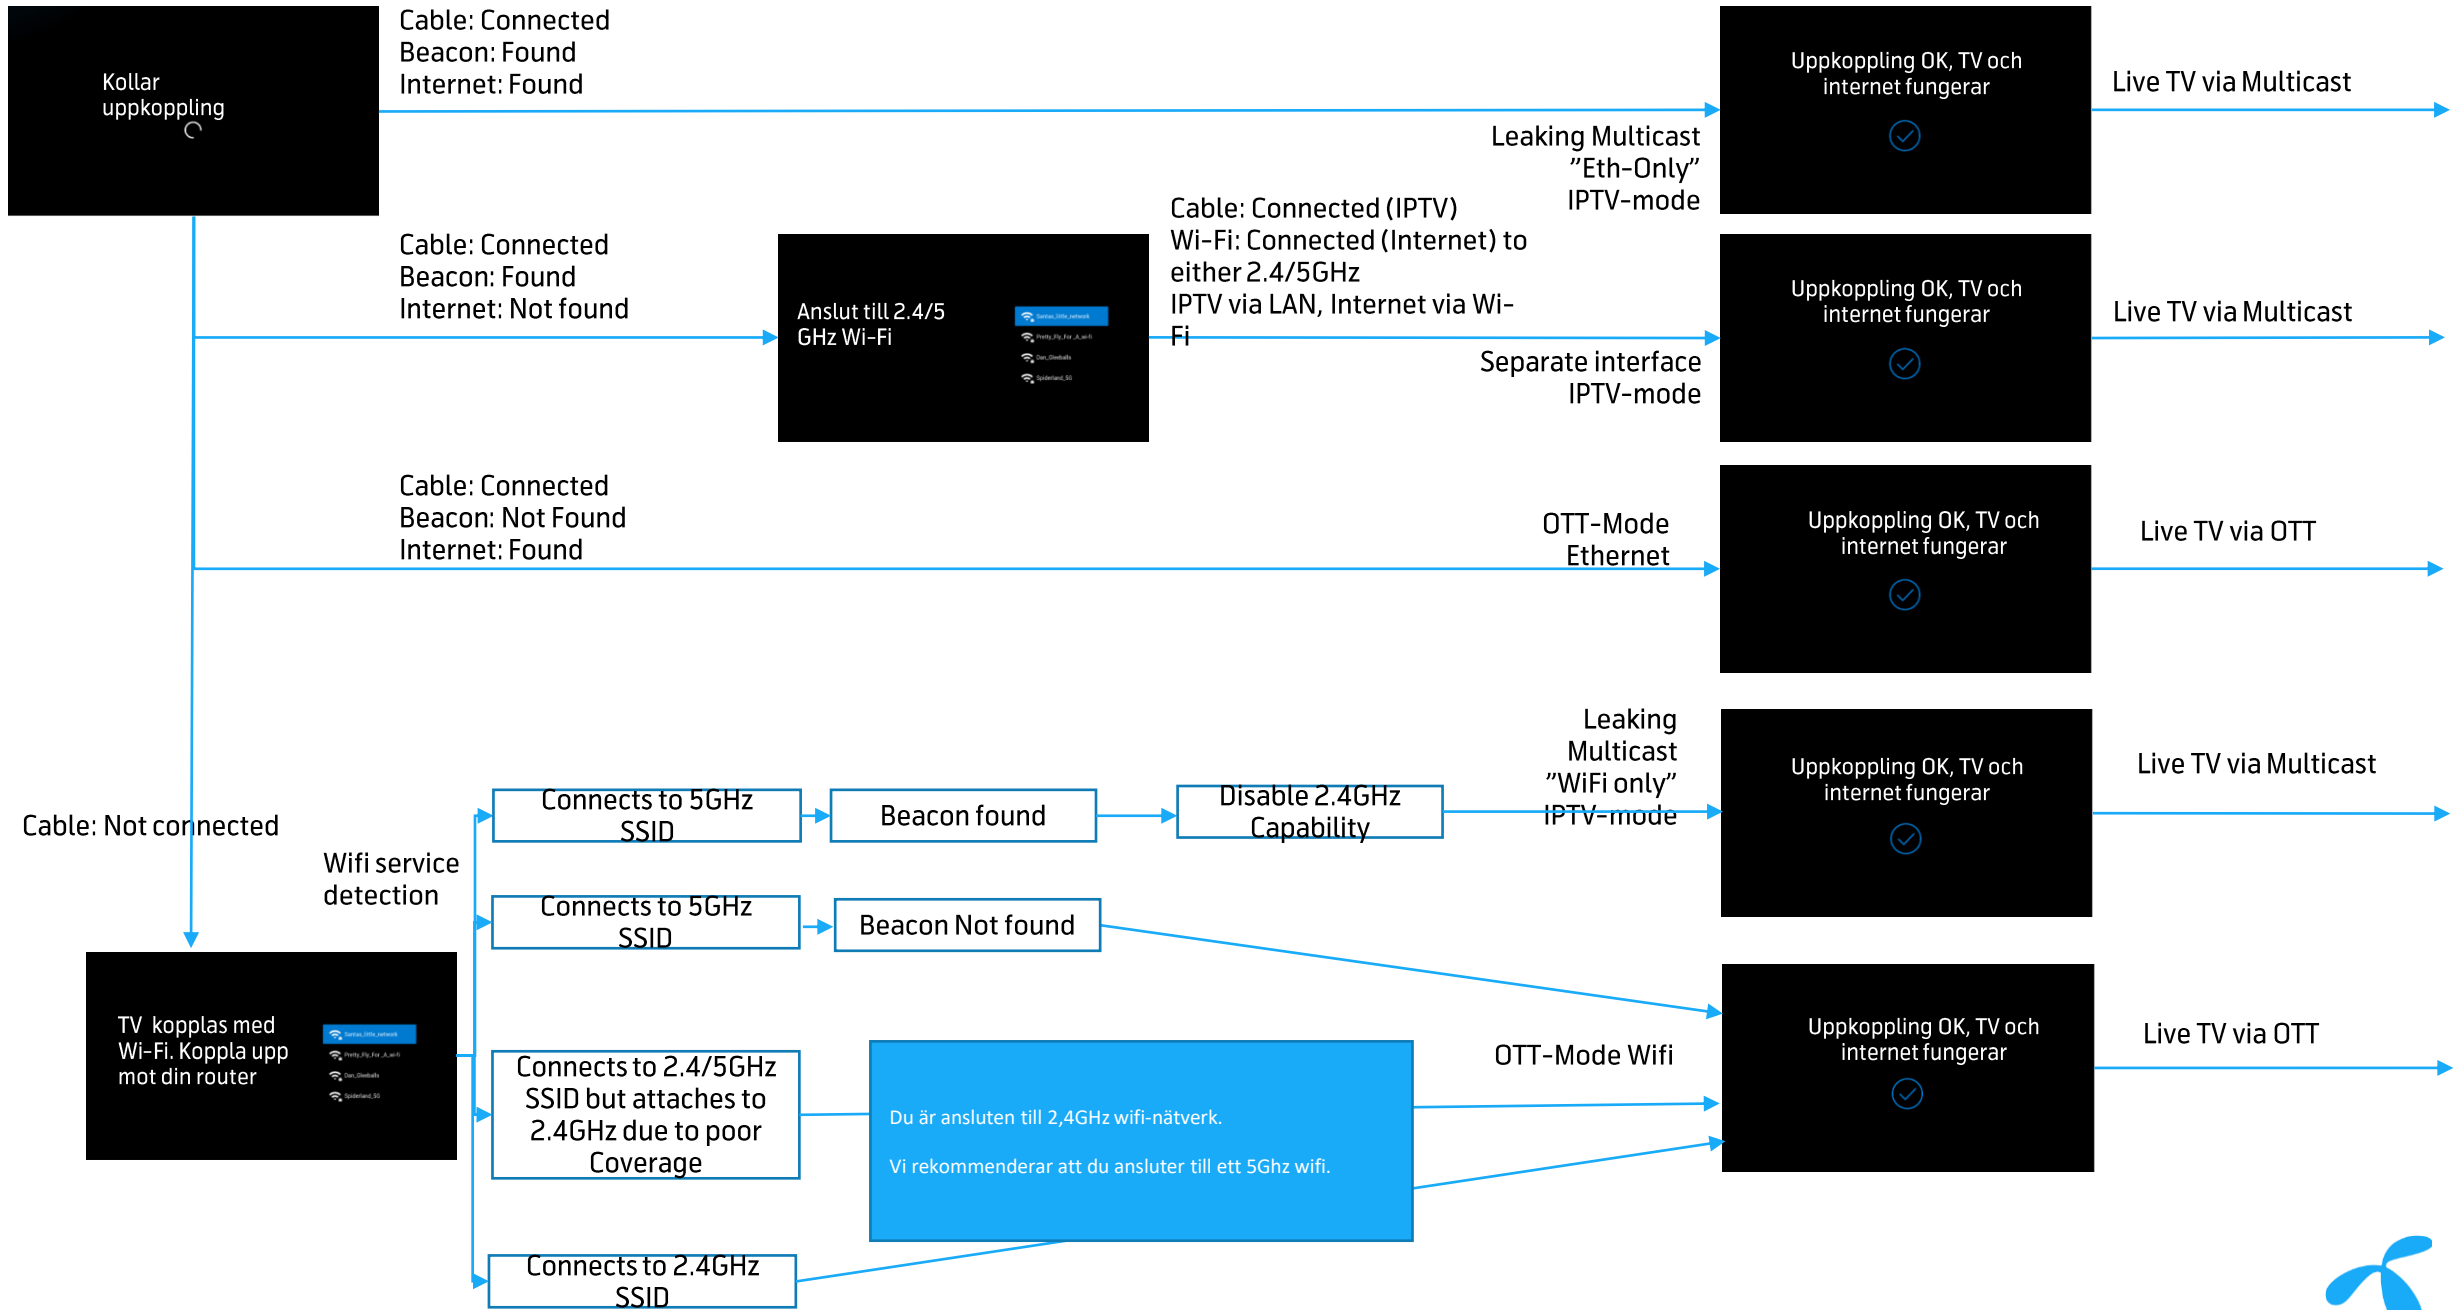 Kollar
uppkoppling
Cable: Connected
Beacon: Found
Internet: Found
Leaking Multicast
”Eth-Only”
IPTV-mode
Uppkoppling OK, TV och
internet fungerar
Live TV via Multicast
Cable: Connected
Beacon: Found
Internet: Not found
Anslut till 2.4/5
GHz Wi-Fi
Santas_little_network
Pretty_Fly_For_A_wi-fi
Dan_Gleeballs
Spiderland_5G
Cable: Connected (IPTV)
Wi-Fi: Connected (Internet) to
either 2.4/5GHz
IPTV via LAN, Internet via Wi-
Fi
Separate interface
IPTV-mode
Uppkoppling OK, TV och
internet fungerar
Live TV via Multicast
Cable: Connected
Beacon: Not Found
Internet: Found
OTT-Mode
Ethernet
Uppkoppling OK, TV och
internet fungerar
Live TV via OTT
Cable: Not connected
Wifi service
detection
Connects to 5GHz
SSID
Beacon found
Disable 2.4GHz
Capability
Leaking
Multicast
”WiFi only”
IPTV-mode
Uppkoppling OK, TV och
internet fungerar
Live TV via Multicast
Connects to 5GHz
SSID
Beacon Not found
TV kopplas med
Wi-Fi. Koppla upp
mot din router
Santas_little_network
Pretty_Fly_For_A_wi-fi
Dan_Gleeballs
Spiderland_5G
Connects to 2.4/5GHz
SSID but attaches to
2.4GHz due to poor
Coverage
Du är ansluten till 2,4GHz wifi-nätverk.
Vi rekommenderar att du ansluter till ett 5Ghz wifi.
OTT-Mode Wifi
Uppkoppling OK, TV och
internet fungerar
Live TV via OTT
Connects to 2.4GHz
SSID